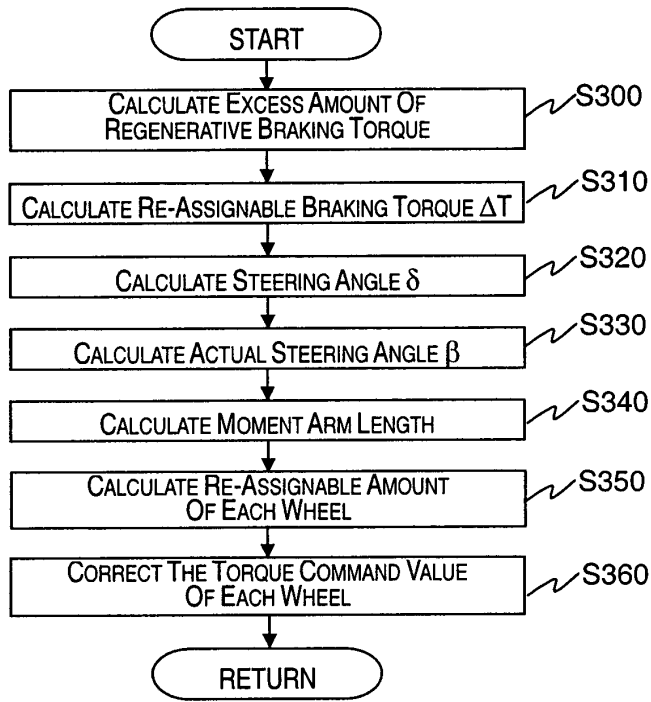 START
CALCULATE EXCESS AMOUNT OF
REGENERATIVE BRAKING TORQUE
S300
CALCULATE RE-ASSIGNABLE BRAKING TORQUE ΔT
S310
CALCULATE STEERING ANGLE δ
S320
CALCULATE ACTUAL STEERING ANGLE β
S330
CALCULATE MOMENT ARM LENGTH
S340
CALCULATE RE-ASSIGNABLE AMOUNT
OF EACH WHEEL
S350
CORRECT THE TORQUE COMMAND VALUE
OF EACH WHEEL
S360
RETURN